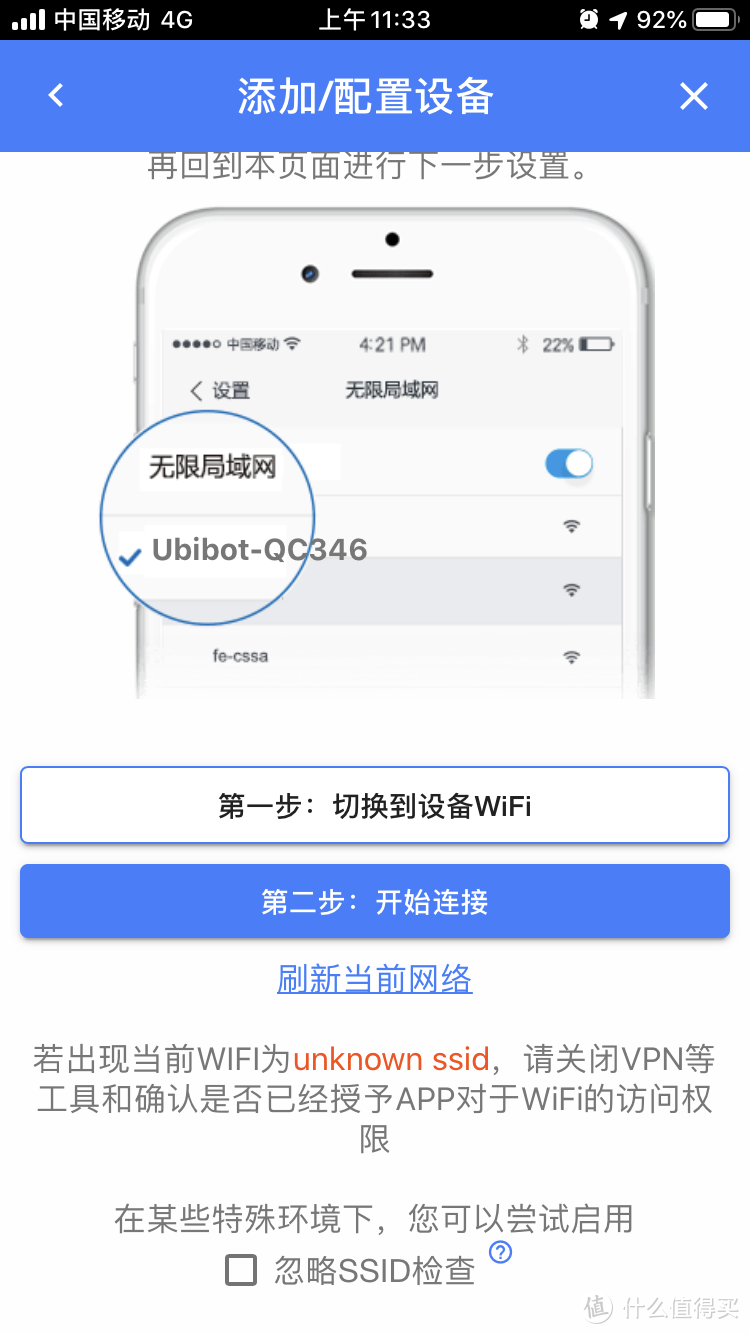 中国移动 4G 上午11:33 92%
添加/配置设备
再回到本页面进行下一步设置。
中国移动 4:21 PM 22%
设置 无限局域网
无限局域网
Ubibot-QC346
fe-cssa
第一步：切换到设备WiFi
第二步：开始连接
刷新当前网络
若出现当前WIFI为unknown ssid，请关闭VPN等
工具和确认是否已经授予APP对于WiFi的访问权
限
在某些特殊环境下，您可以尝试启用
忽略SSID检查 ?
值 什么值得买